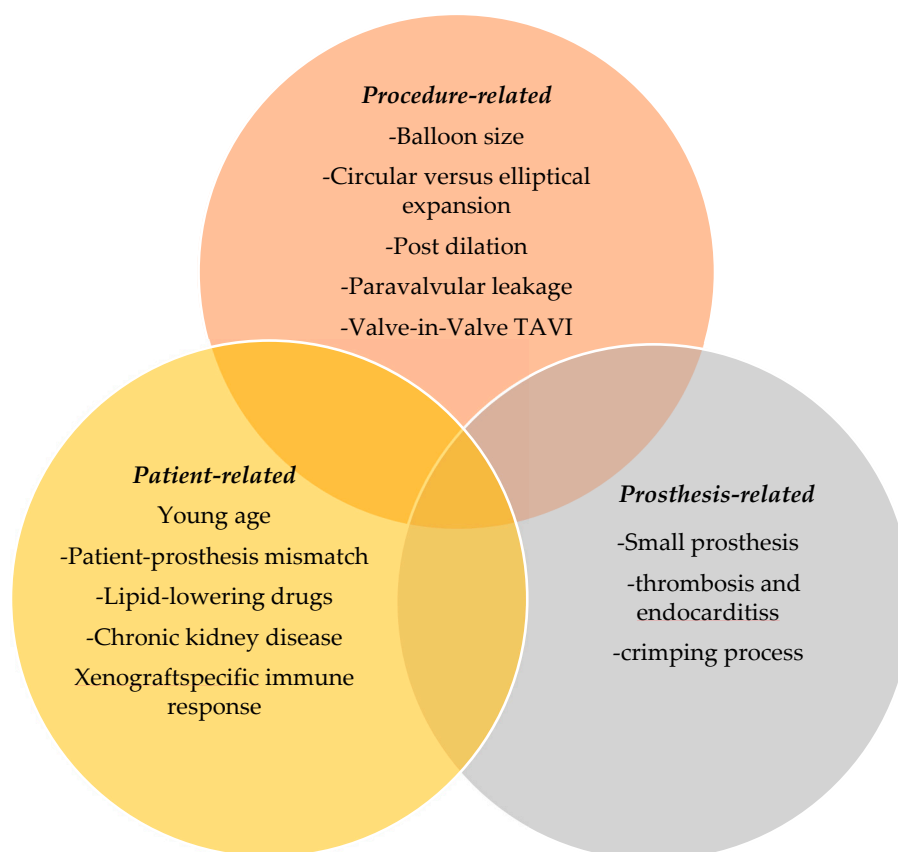 Procedure-related
-Balloon size
-Circular versus elliptical
expansion
-Post dilation
-Paravalvular leakage
-Valve-in-Valve TAVI
Patient-related
Young age
-Patient-prosthesis mismatch
-Lipid-lowering drugs
-Chronic kidney disease
Xenograftspecific immune
response
Prosthesis-related
-Small prosthesis
-thrombosis and
endocarditiss
-crimping process